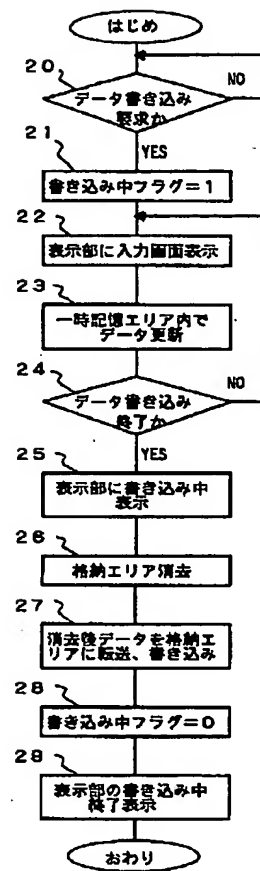 はじめ
20
データ書き込み
要求か
NO
YES
21
書き込み中フラグ=1
22
表示部に入力画面表示
23
一時記憶エリア内で
データ更新
24
データ書き込み
終了か
NO
YES
25
表示部に書き込み中
表示
26
格納エリア消去
27
消去後データを格納エ
リアに転送、書き込み
28
書き込み中フラグ=0
28
表示部の書き込み中
終了表示
おわり